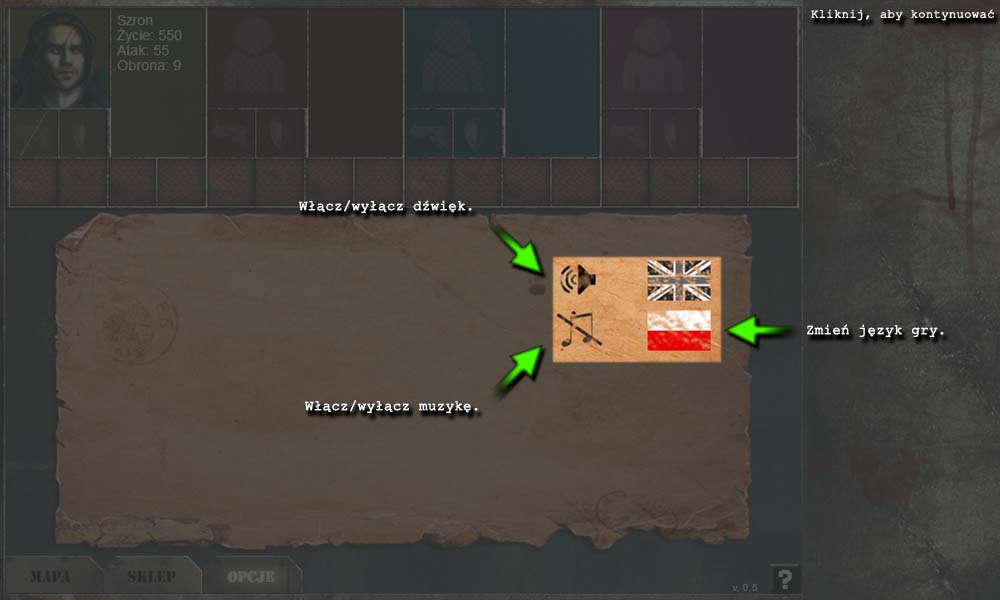 Szron
Życie: 550
Atak: 55
Obrona: 9
Kliknij, aby kontynuować
Włącz/wyłącz dźwięk.
Zmień język gry.
Włącz/wyłącz muzykę.
MAPA
SKLEP
OPCJE
v. 0.5
?